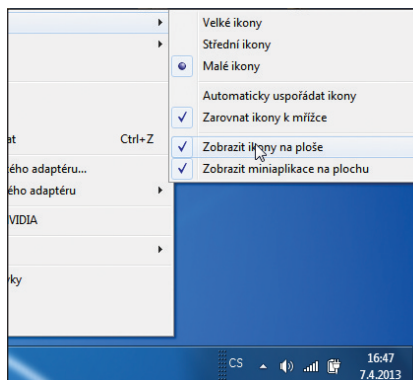 Velké ikony
Střední ikony
Malé ikony
Automaticky uspořádat ikony
Zarovnat ikony k mřížce
Zobrazit ikony na ploše
Zobrazit miniaplikace na plochu
at Ctrl+Z
ého adaptéru...
ého adaptéru
VIDIA
ky
CS
16:47
7.4.2013